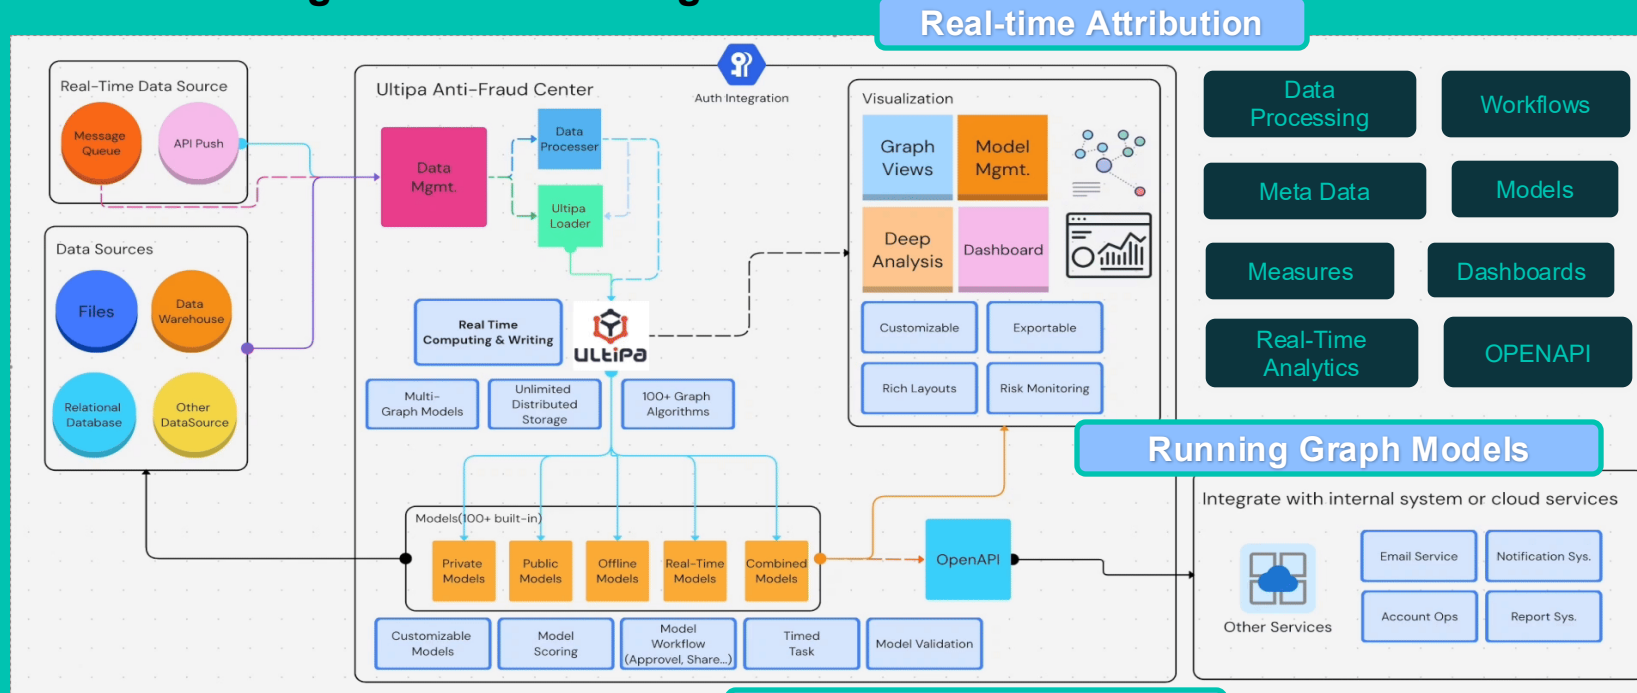 Real-time Attribution
Real-Time Data Source
Message
Queue
API Push
Data Sources
Files
Data
Warehouse
Relational
Database
Other
DataSource
Ultipa Anti-Fraud Center
Auth Integration
Data
Mgmt.
Data
Processer
Ultipa
Loader
Real Time
Computing & Writing
ULTIPA
Multi-
Graph Models
Unlimited
Distributed
Storage
100+ Graph
Algorithms
Models(100+ built-in)
Private
Models
Public
Models
Offline
Models
Real-Time
Models
Combined
Models
Customizable
Models
Model
Scoring
Model
Workflow
(Approvel, Share...)
Timed
Task
Model Validation
OpenAPI
Visualization
Graph
Views
Model
Mgmt.
Deep
Analysis
Dashboard
Customizable
Exportable
Rich Layouts
Risk Monitoring
Data
Processing
Workflows
Meta Data
Models
Measures
Dashboards
Real-Time
Analytics
OPENAPI
Running Graph Models
Integrate with internal system or cloud services
Other Services
Email Service
Notification Sys.
Account Ops
Report Sys.